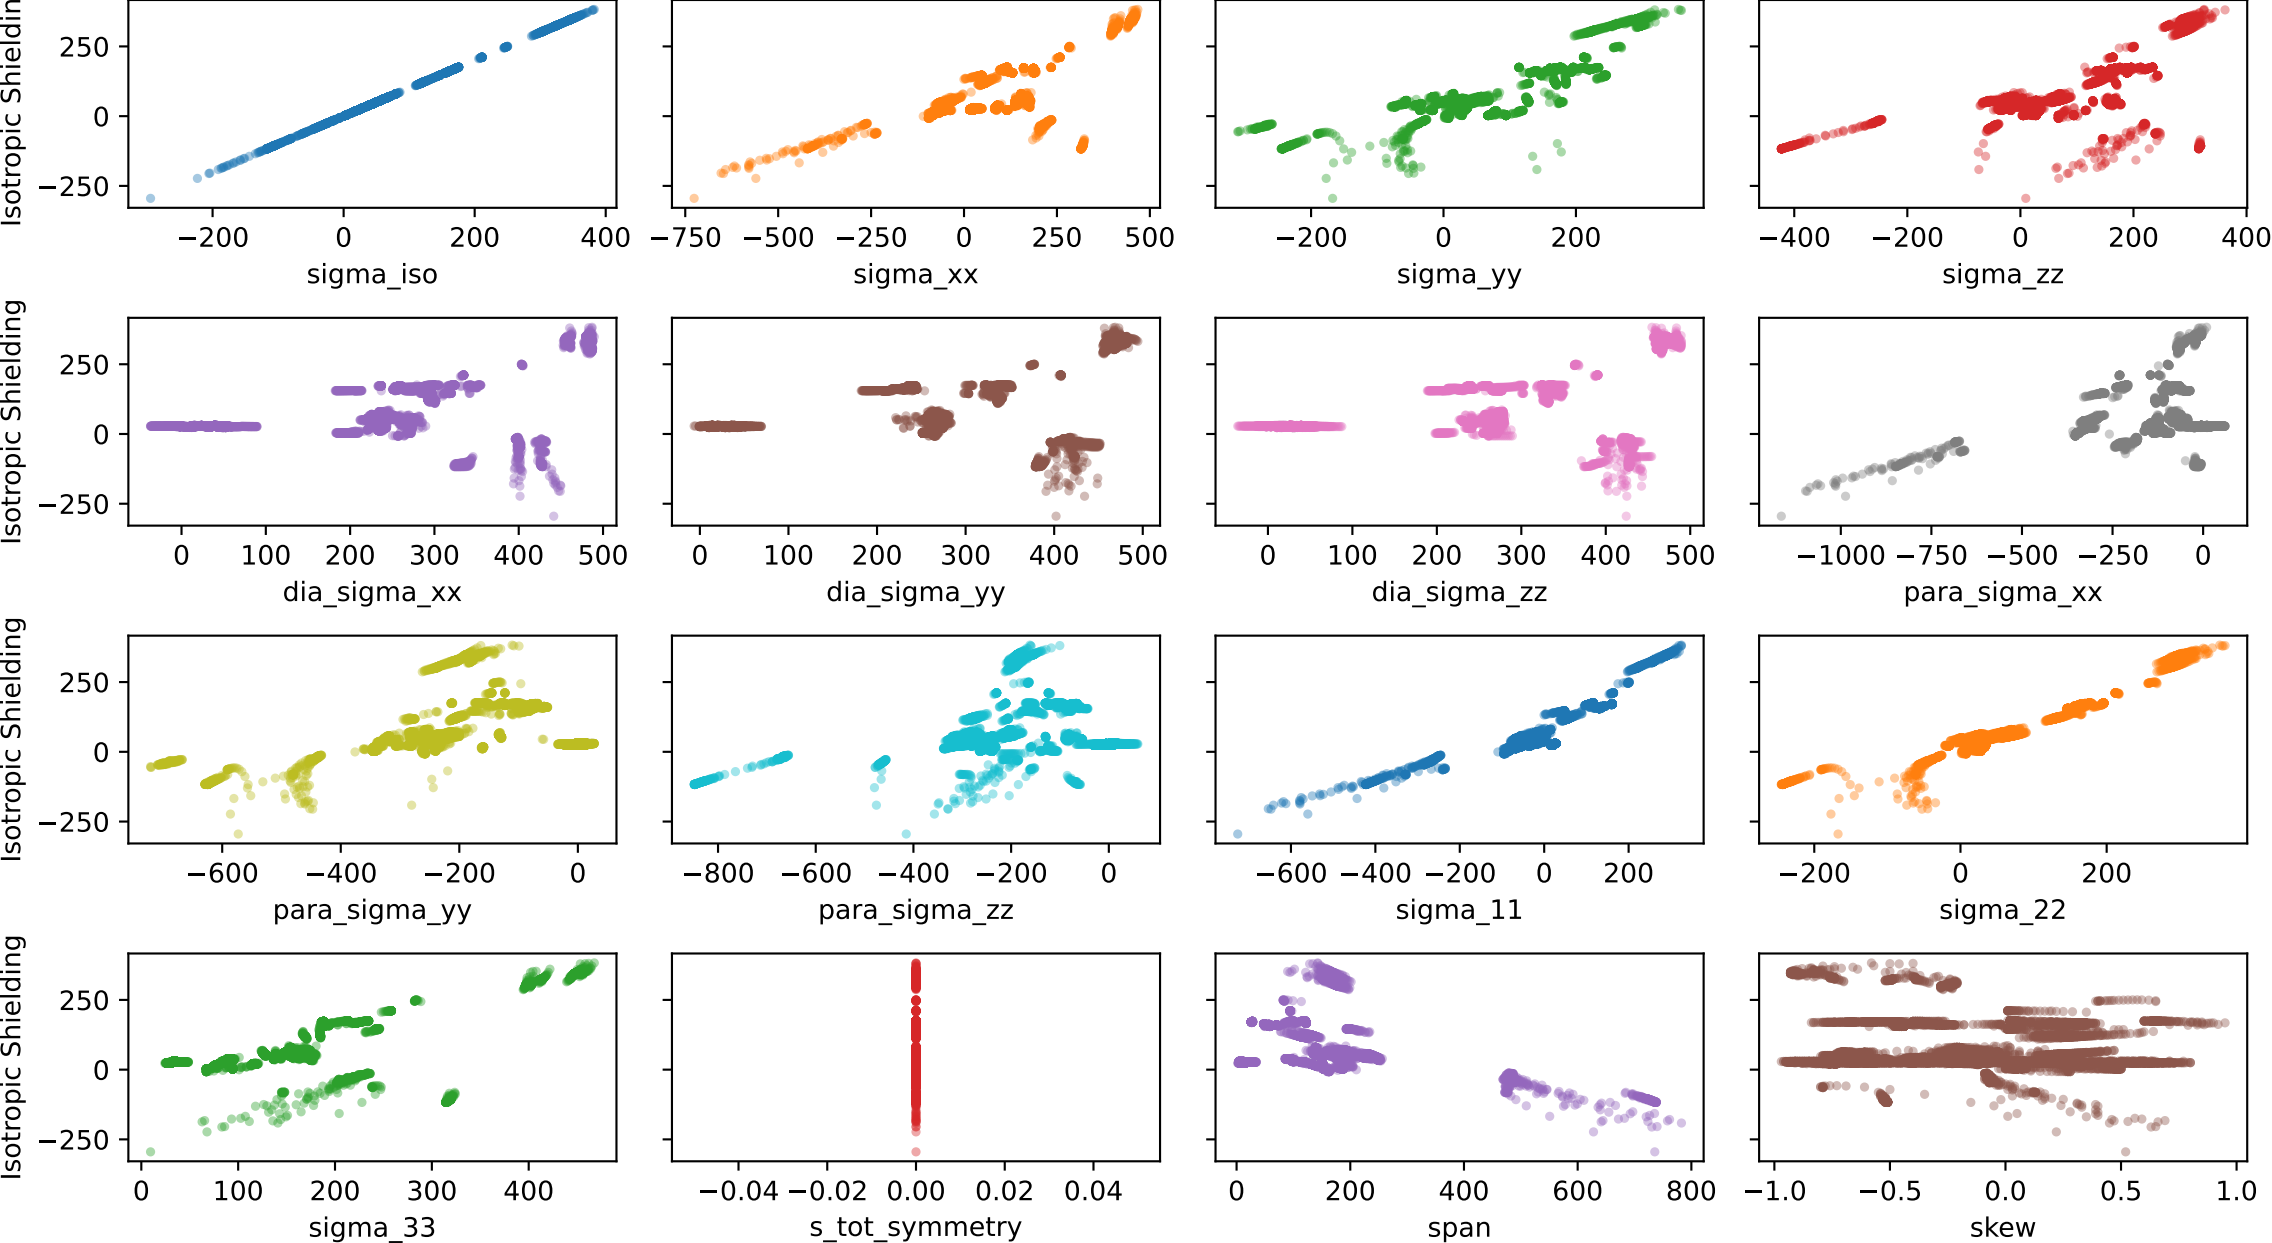 Isotropic Shielding
250
0
−250
−200 0 200 400
sigma_iso
−750 −500 −250 0 250 500
sigma_xx
−200 0 200
sigma_yy
−400 −200 0 200 400
sigma_zz
Isotropic Shielding
250
0
−250
0 100 200 300 400 500
dia_sigma_xx
0 100 200 300 400 500
dia_sigma_yy
0 100 200 300 400 500
dia_sigma_zz
−1000 −750 −500 −250 0
para_sigma_xx
Isotropic Shielding
250
0
−250
−600 −400 −200 0
para_sigma_yy
−800 −600 −400 −200 0
para_sigma_zz
−600 −400 −200 0 200
sigma_11
−200 0 200
sigma_22
Isotropic Shielding
250
0
−250
0 100 200 300 400
sigma_33
−0.04 −0.02 0.00 0.02 0.04
s_tot_symmetry
0 200 400 600 800
span
−1.0 −0.5 0.0 0.5 1.0
skew